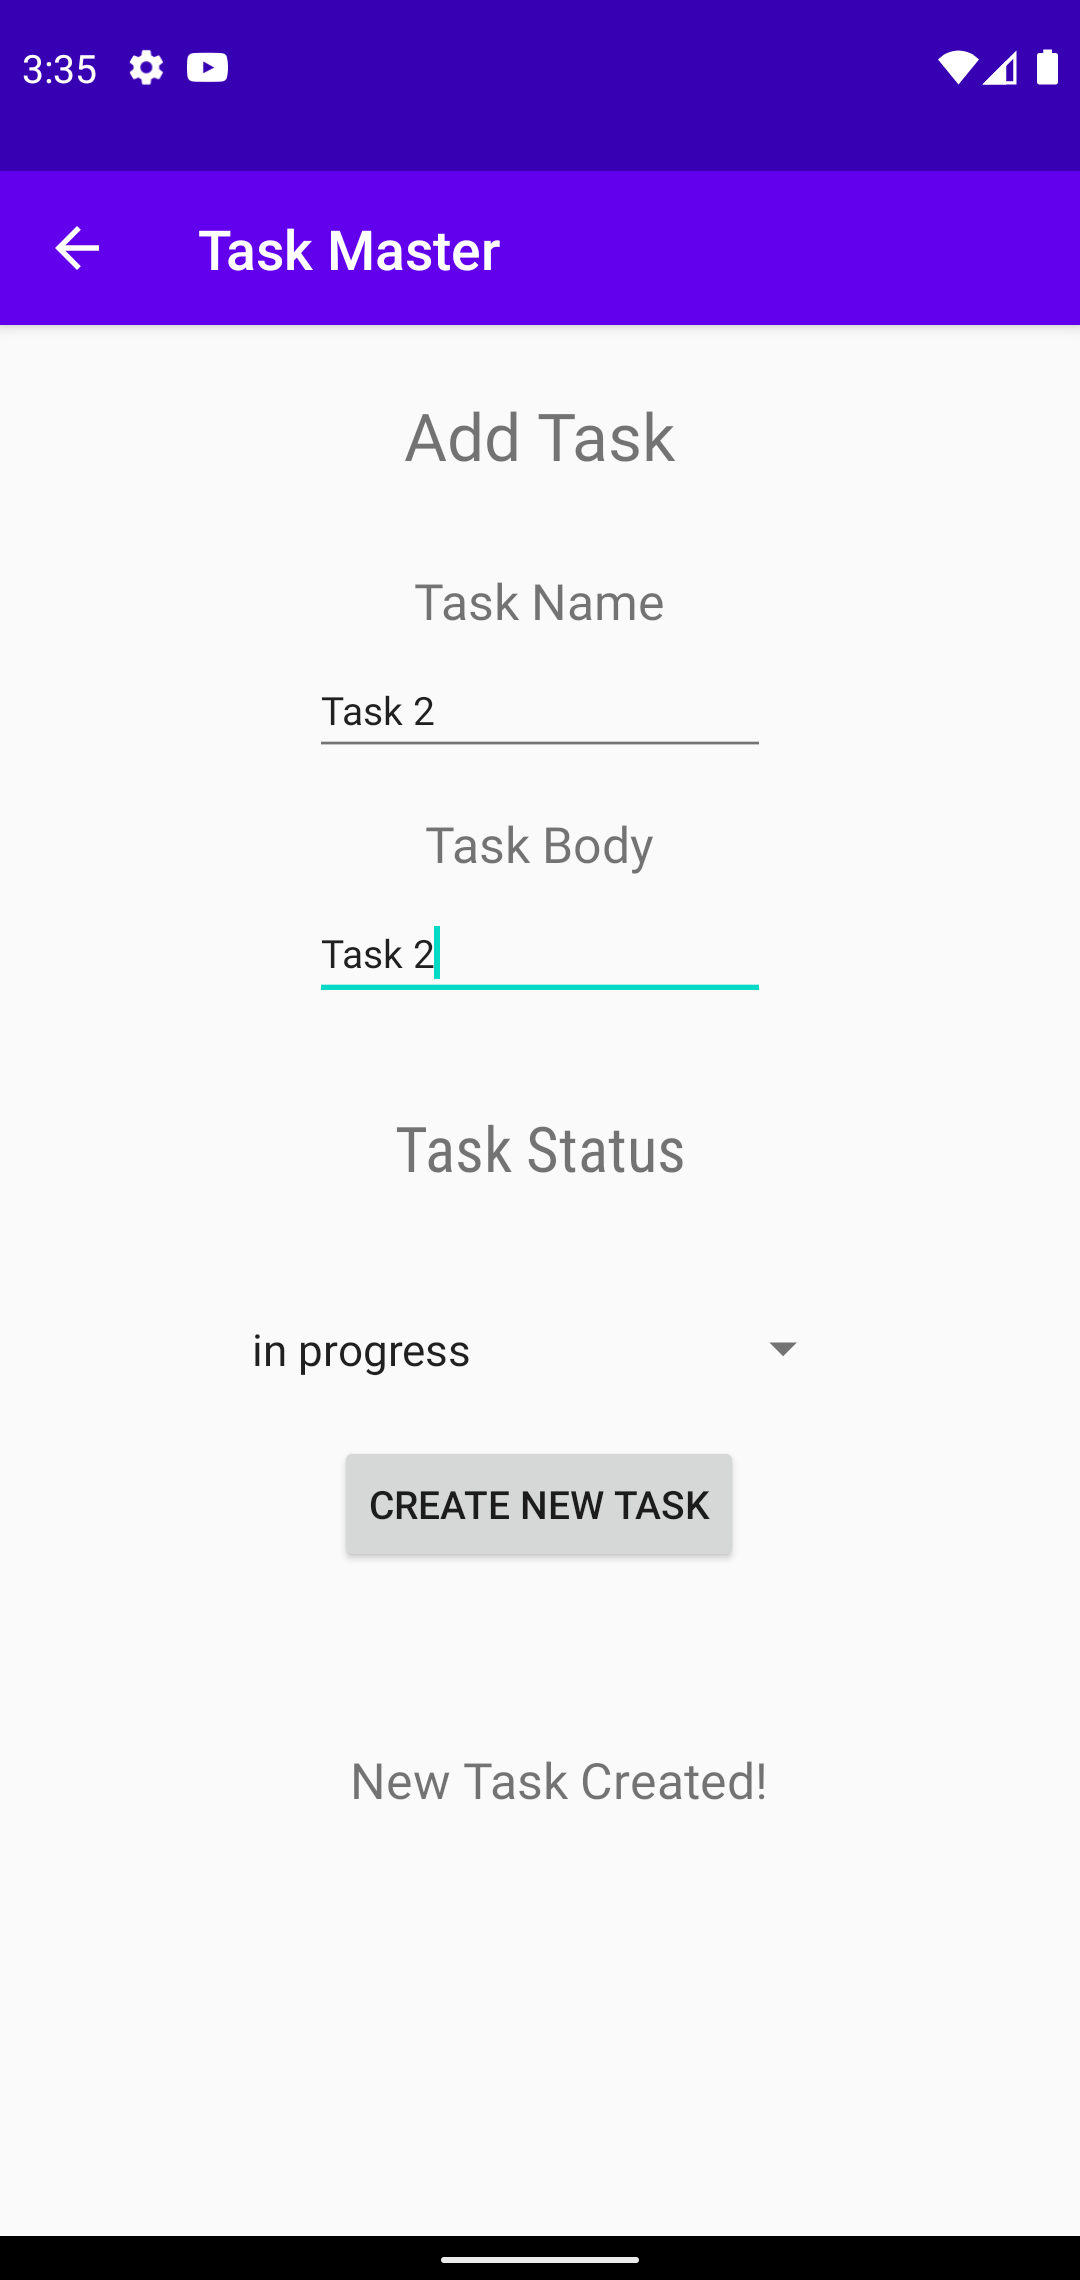 3:35
Task Master
Add Task
Task Name
Task 2
Task Body
Task 2
Task Status
in progress
CREATE NEW TASK
New Task Created!